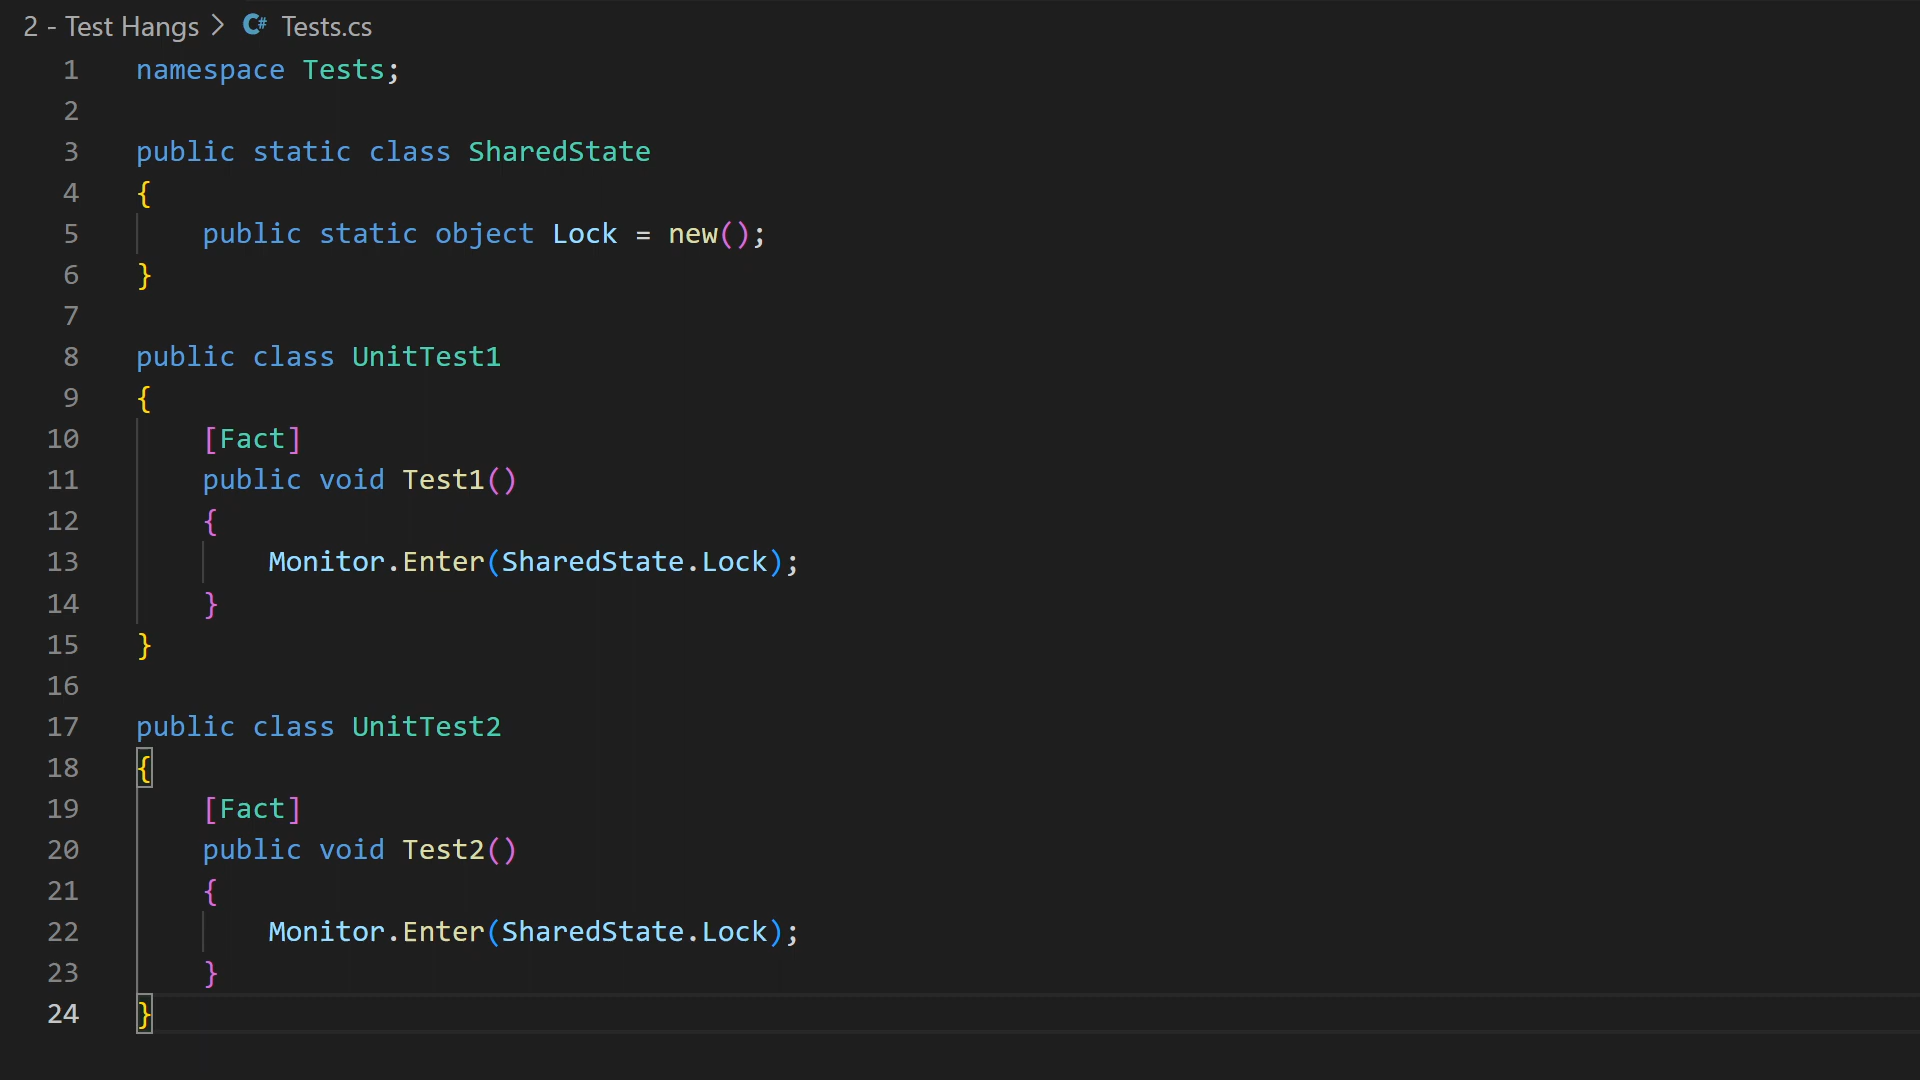 2 - Test Hangs > C# Tests.cs
1 namespace Tests;
2
3 public static class SharedState
4 {
5     public static object Lock = new();
6 }
7
8 public class UnitTest1
9 {
10     [Fact]
11     public void Test1()
12     {
13         Monitor.Enter(SharedState.Lock);
14     }
15 }
16
17 public class UnitTest2
18 {
19     [Fact]
20     public void Test2()
21     {
22         Monitor.Enter(SharedState.Lock);
23     }
24 }